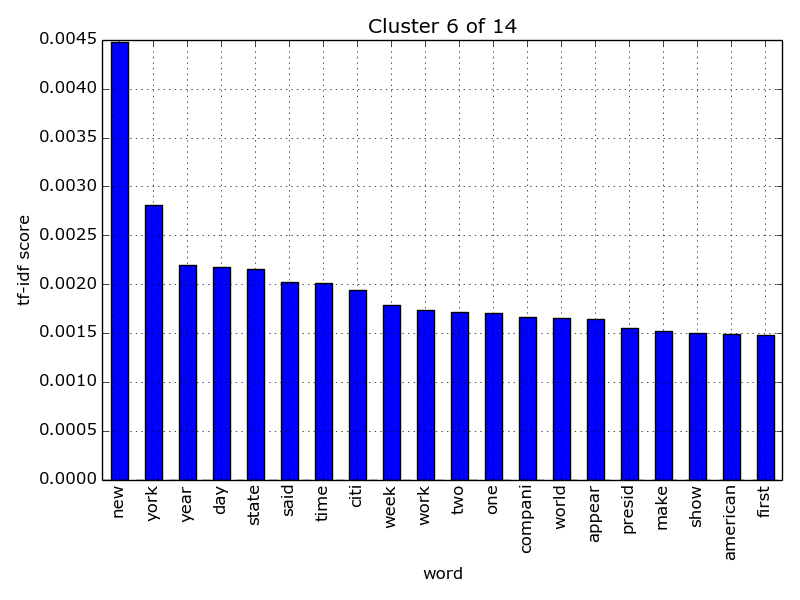 Cluster 6 of 14
tf-idf score
0.0045
0.0040
0.0035
0.0030
0.0025
0.0020
0.0015
0.0010
0.0005
0.0000
new
york
year
day
state
said
time
citi
week
work
two
one
compani
world
appear
presid
make
show
american
first
word